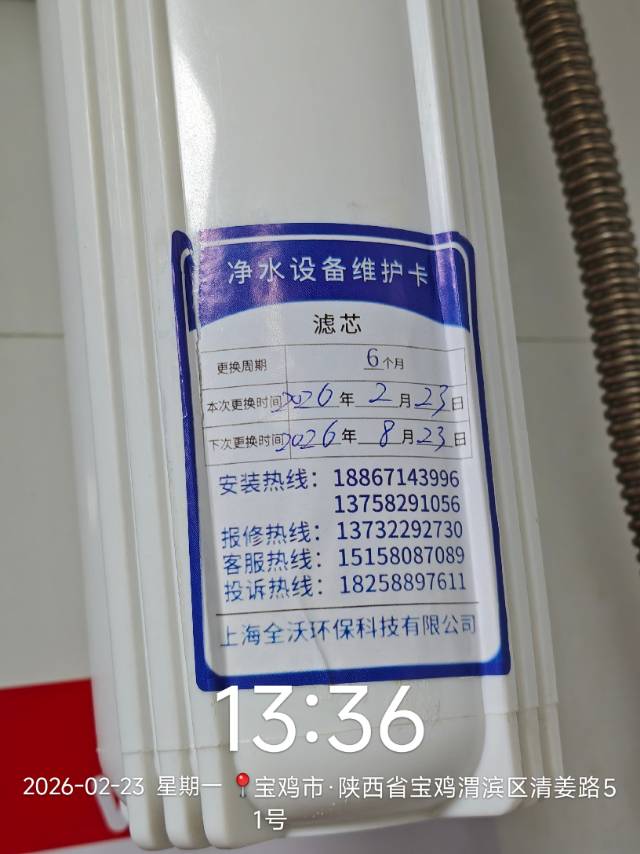 净水设备维护卡
滤芯
更换周期 6个月
本次更换时间2026年2月23日
下次更换时间2026年8月23日
安装热线：18867143996
13758291056
报修热线：13732292730
客服热线：15158087089
投诉热线：18258897611
上海全沃环保科技有限公司
13:36
2026-02-23 星期一 📍宝鸡市·陕西省宝鸡渭滨区清姜路5
1号